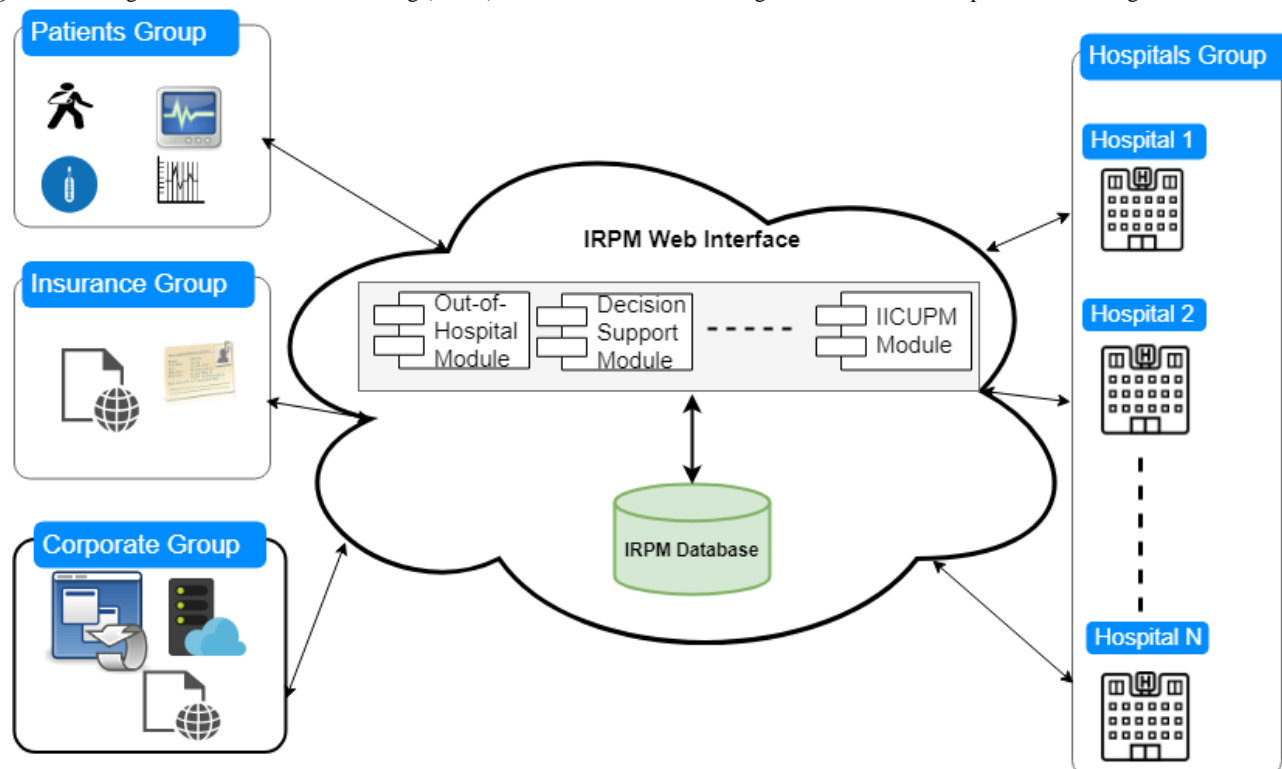 Patients Group
Hospitals Group
Hospital 1
IRPM Web Interface
Insurance Group
Out-of-
Hospital
Module
Decision
Support
Module
IICUPM
Module
Hospital 2
Corporate Group
IRPM Database
Hospital N